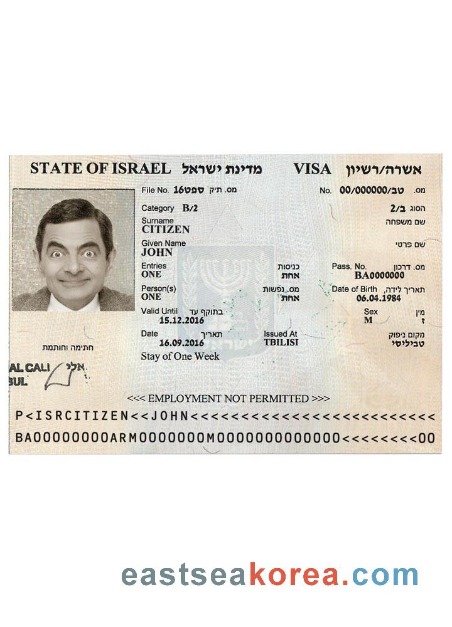 STATE OF ISRAEL מדינת ישראל VISA אשרה/רשיון
File No. ספט16 מס. תיק No. 00/000000/טב מס.
Category B/2 הסוג ב/2
Surname שם משפחה
CITIZEN
Given Name שם פרטי
JOHN
Entries כניסות Pass. No. מס. דרכון
ONE אחת BA0000000
Person(s) מס. נפשות Date of Birth תאריך לידה,
ONE אחת 06.04.1984
Valid Until בתוקף עד Sex מין
15.12.2016 M ז
Date תאריך Issued At מקום ניפוק
16.09.2016 TBILISI טביליסי
Stay of One Week
חתימה וחותמת
AL CALI אלי
SUL
<<< EMPLOYMENT NOT PERMITTED >>>
P<ISRCITIZEN<<JOHN<<<<<<<<<<<<<<<<<<<<<<<<<<
BA00000000ARM0000000M0000000000000<<<<<<<<00
eastseakorea.com